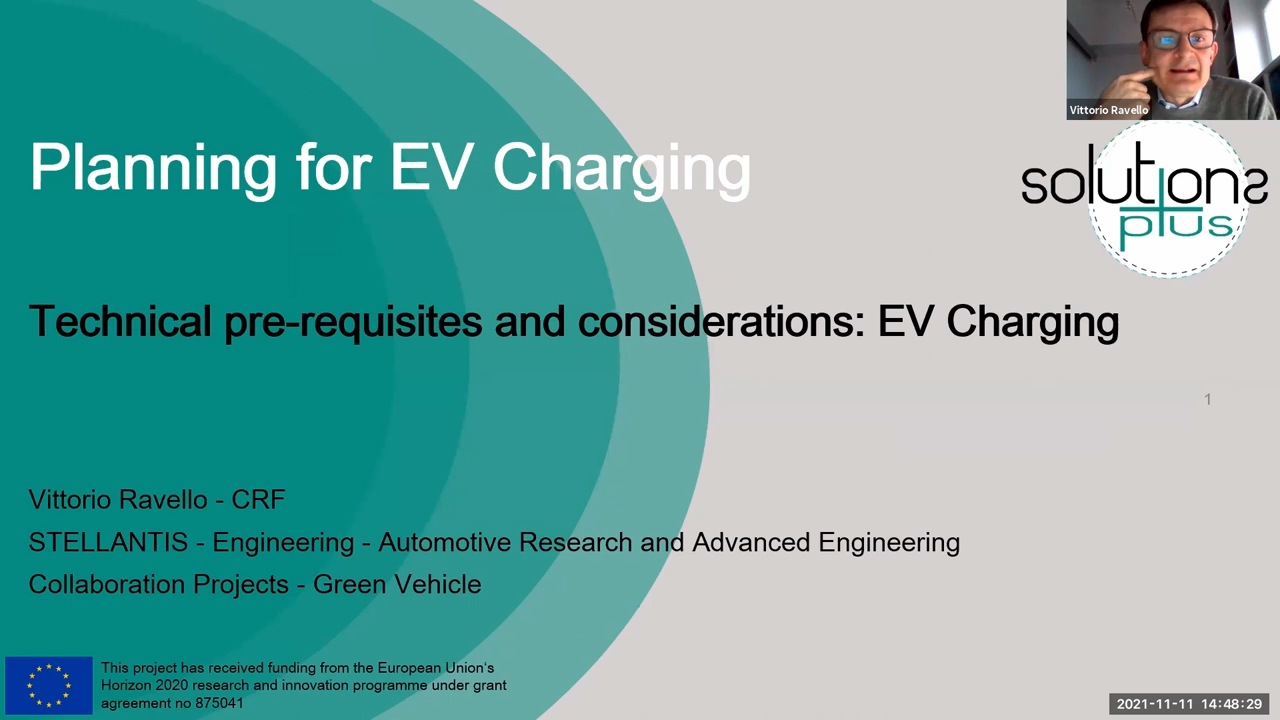 Vittorio Ravello
Planning for EV Charging
solutions
plus
Technical pre-requisites and considerations: EV Charging
1
Vittorio Ravello - CRF
STELLANTIS - Engineering - Automotive Research and Advanced Engineering
Collaboration Projects - Green Vehicle
This project has received funding from the European Union's
Horizon 2020 research and innovation programme under grant
agreement no 875041
2021-11-11 14:48:29